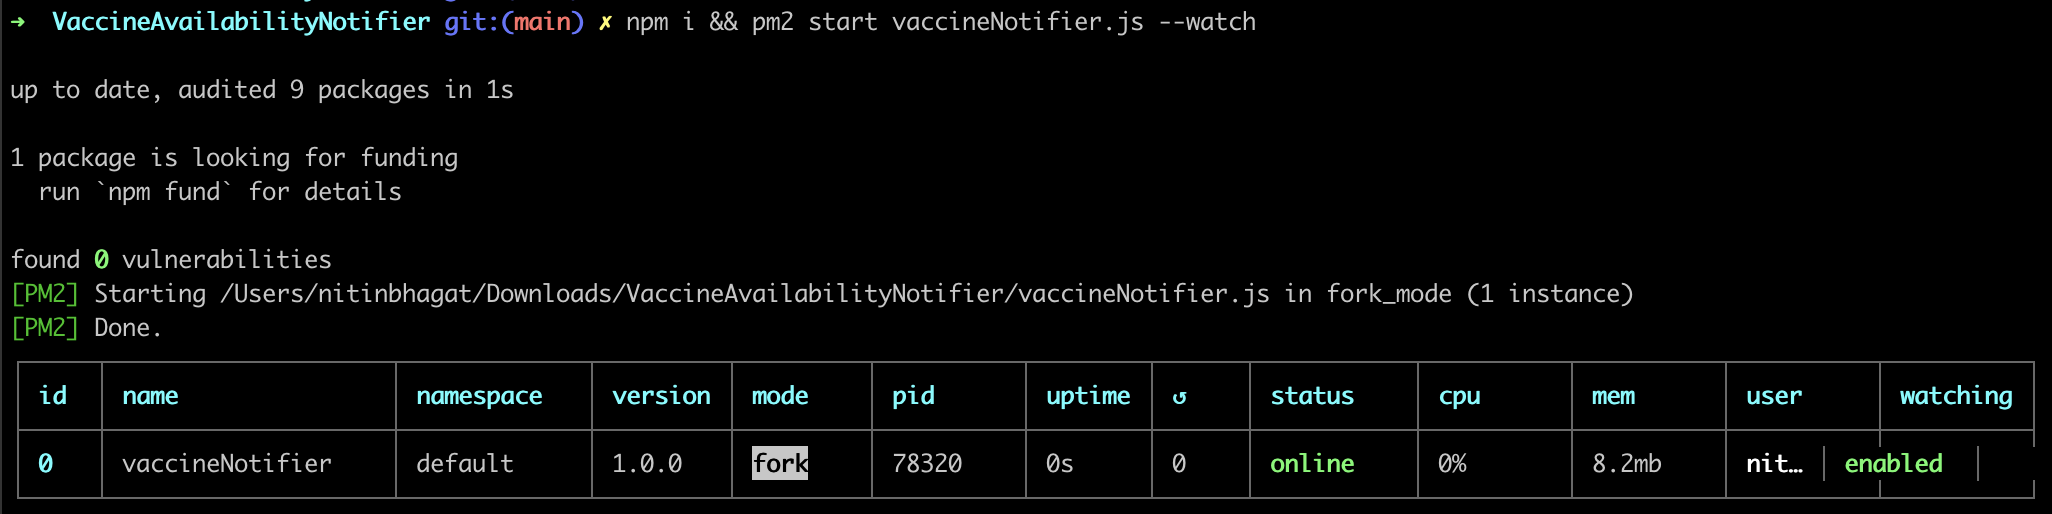 ➜ VaccineAvailabilityNotifier git:(main) ✗ npm i && pm2 start vaccineNotifier.js --watch
up to date, audited 9 packages in 1s
1 package is looking for funding
run `npm fund` for details
found 0 vulnerabilities
[PM2] Starting /Users/nitinbhagat/Downloads/VaccineAvailabilityNotifier/vaccineNotifier.js in fork_mode (1 instance)
[PM2] Done.
id name namespace version mode pid uptime ↺ status cpu mem user watching
0 vaccineNotifier default 1.0.0 fork 78320 0s 0 online 0% 8.2mb nit… enabled